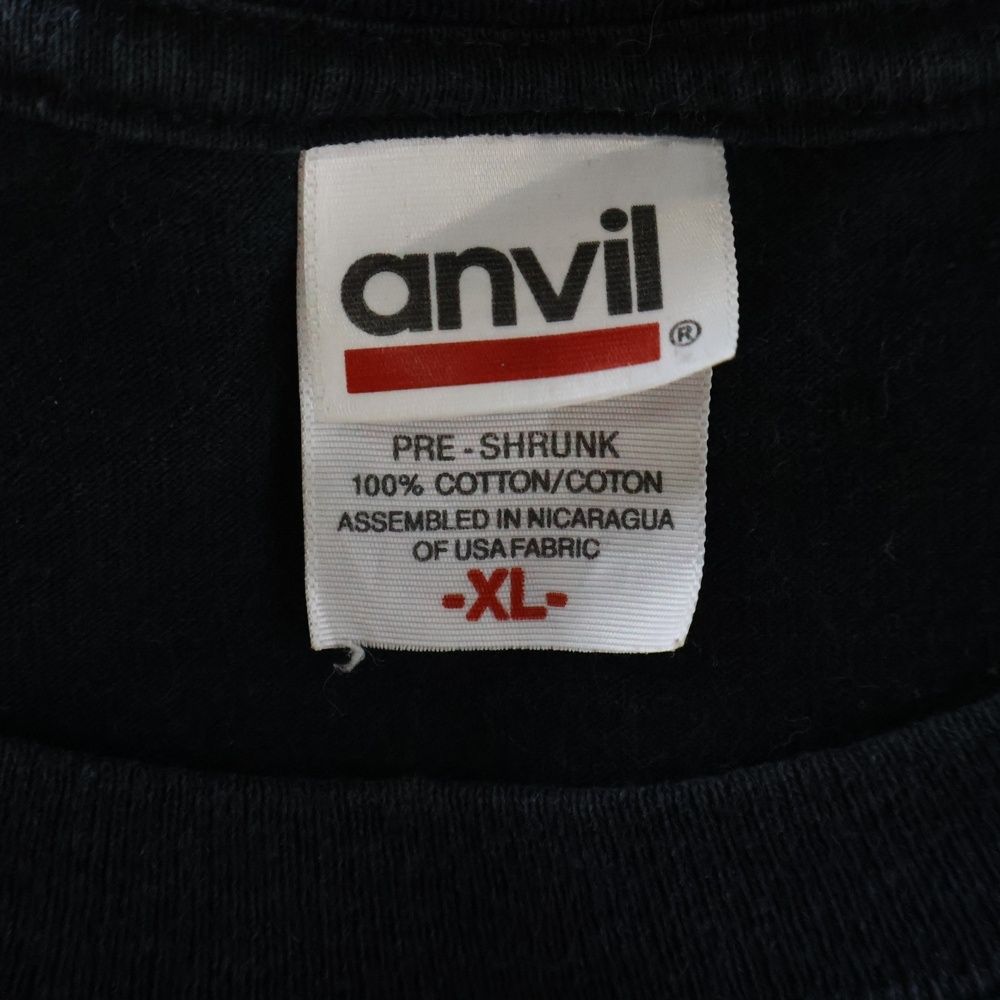 anvil®
PRE-SHRUNK
100% COTTON/COTON
ASSEMBLED IN NICARAGUA
OF USA FABRIC
-XL-